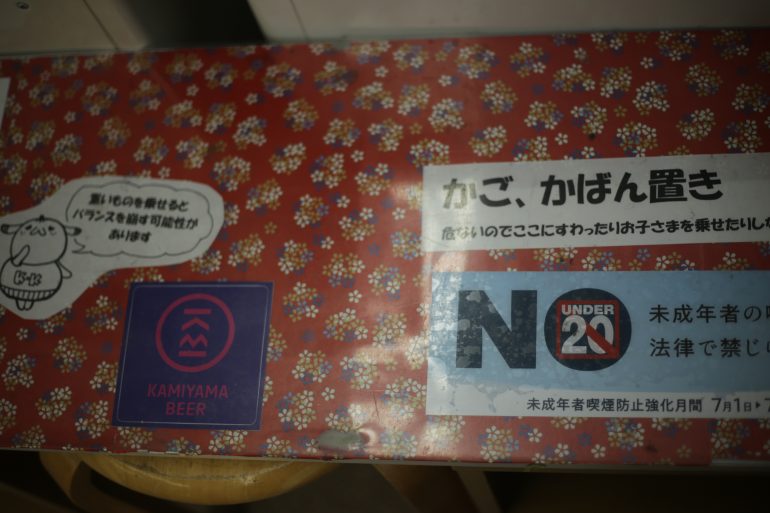 重いものを乗せると
バランスを崩す可能性が
あります
K-K
KAMIYAMA
BEER
かご、かばん置き
危ないのでここにすわったりお子さまを乗せたりしな
NO
UNDER
20
未成年者の
法律で禁じ
未成年者喫煙防止強化月間 7月1日▶7